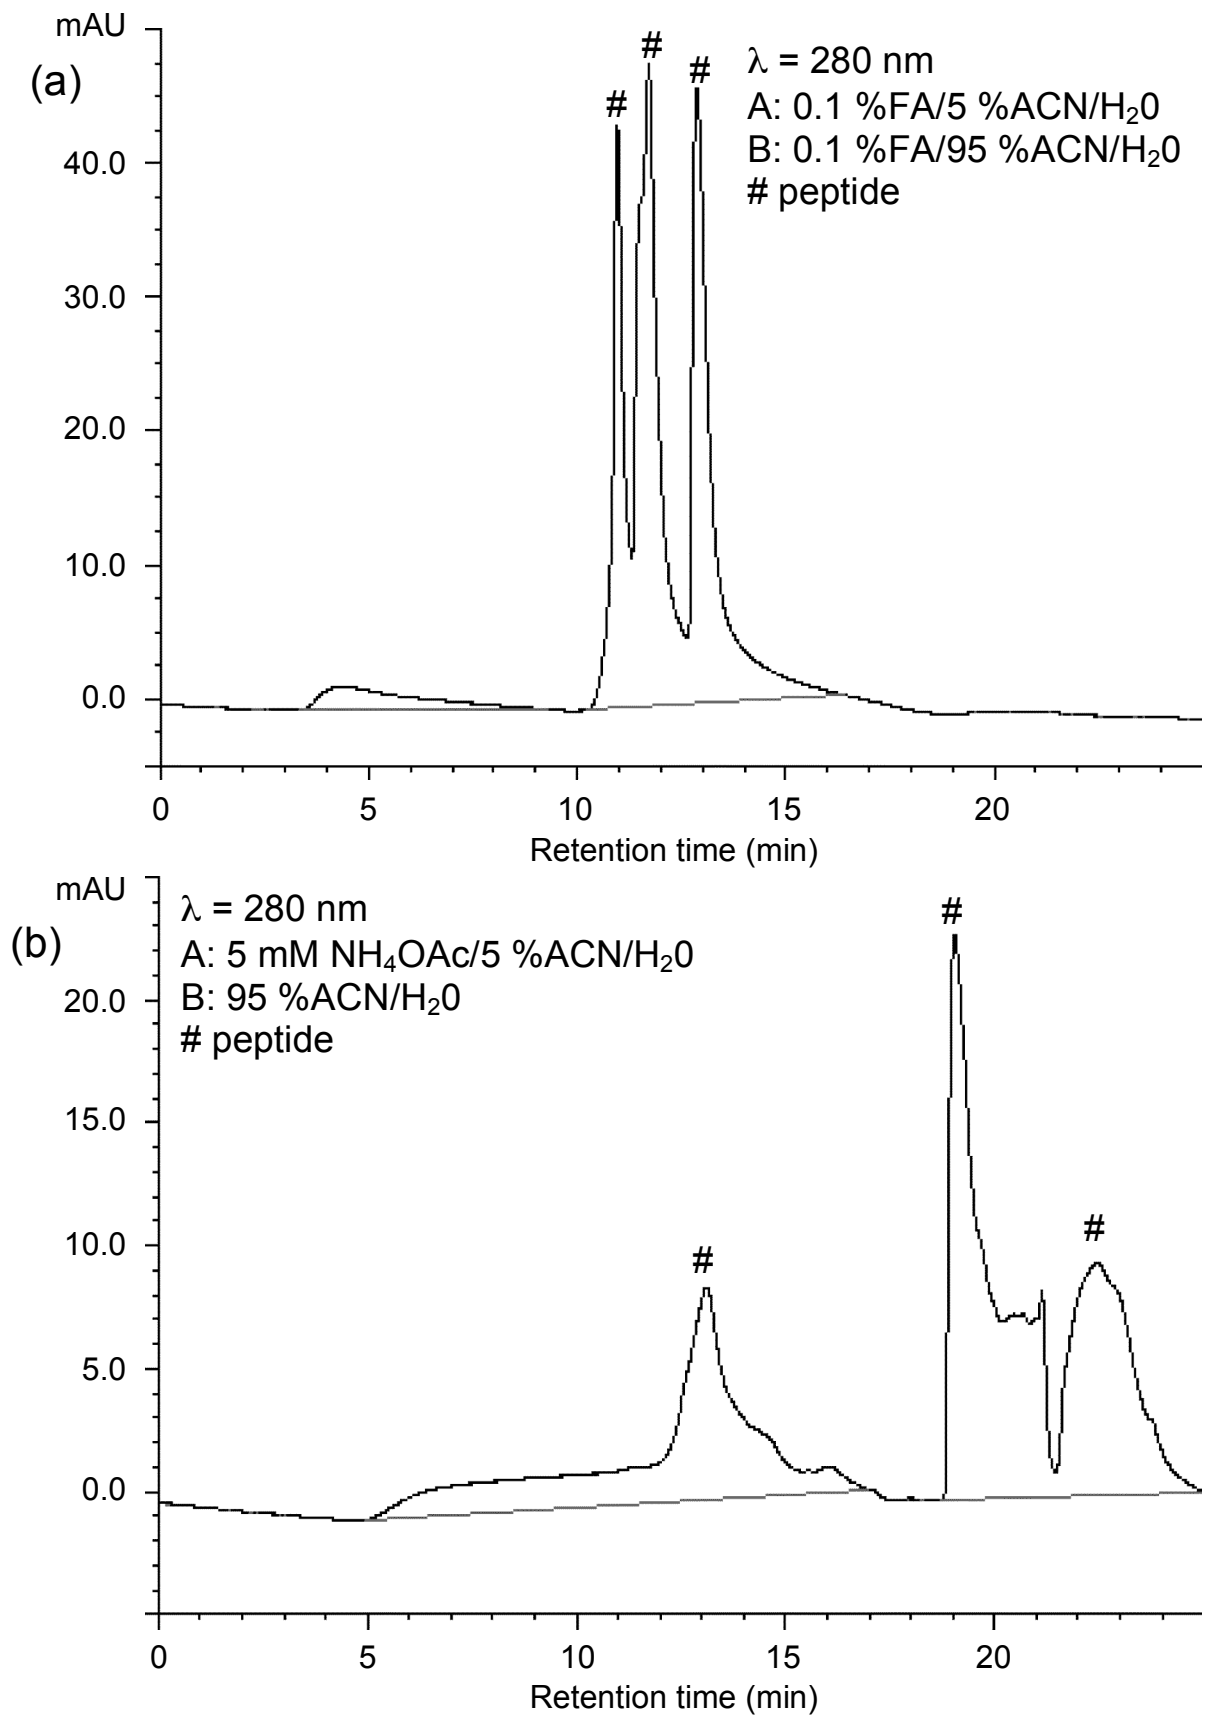 mAU
(a)
#
#
#
λ = 280 nm
A: 0.1 %FA/5 %ACN/H₂0
B: 0.1 %FA/95 %ACN/H₂0
# peptide
40.0
30.0
20.0
10.0
0.0
0 5 10 15 20
Retention time (min)
mAU
(b)
λ = 280 nm
A: 5 mM NH₄OAc/5 %ACN/H₂0
B: 95 %ACN/H₂0
# peptide
#
#
#
20.0
15.0
10.0
5.0
0.0
0 5 10 15 20
Retention time (min)